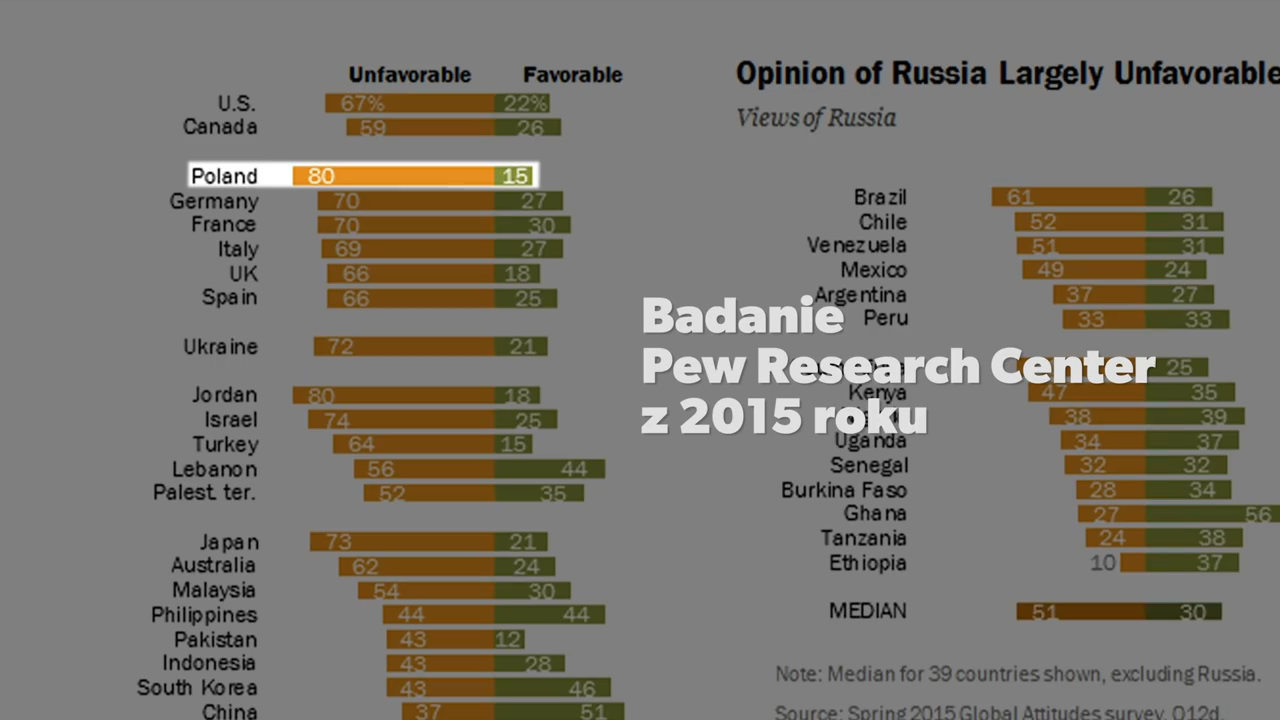 Unfavorable Favorable
U.S. 67% 22%
Canada 59 26
Poland 80 15
Germany 70 27
France 70 30
Italy 69 27
UK 66 18
Spain 66 25
Ukraine 72 21
Jordan 80 18
Israel 74 25
Turkey 64 15
Lebanon 56 44
Palest. ter. 52 35
Japan 73 21
Australia 62 24
Malaysia 54 30
Philippines 44 44
Pakistan 43 12
Indonesia 43 28
South Korea 43 46
China 37 51
Opinion of Russia Largely Unfavorable
Views of Russia
Brazil 61 26
Chile 52 31
Venezuela 51 31
Mexico 49 24
Argentina 37 27
Peru 33 33
25
Kenya 47 35
38 39
Uganda 34 37
Senegal 32 32
Burkina Faso 28 34
Ghana 27 56
Tanzania 24 38
Ethiopia 10 37
MEDIAN 51 30
Note: Median for 39 countries shown, excluding Russia.
Source: Spring 2015 Global Attitudes survey. Q12d.
Badanie
Pew Research Center
z 2015 roku